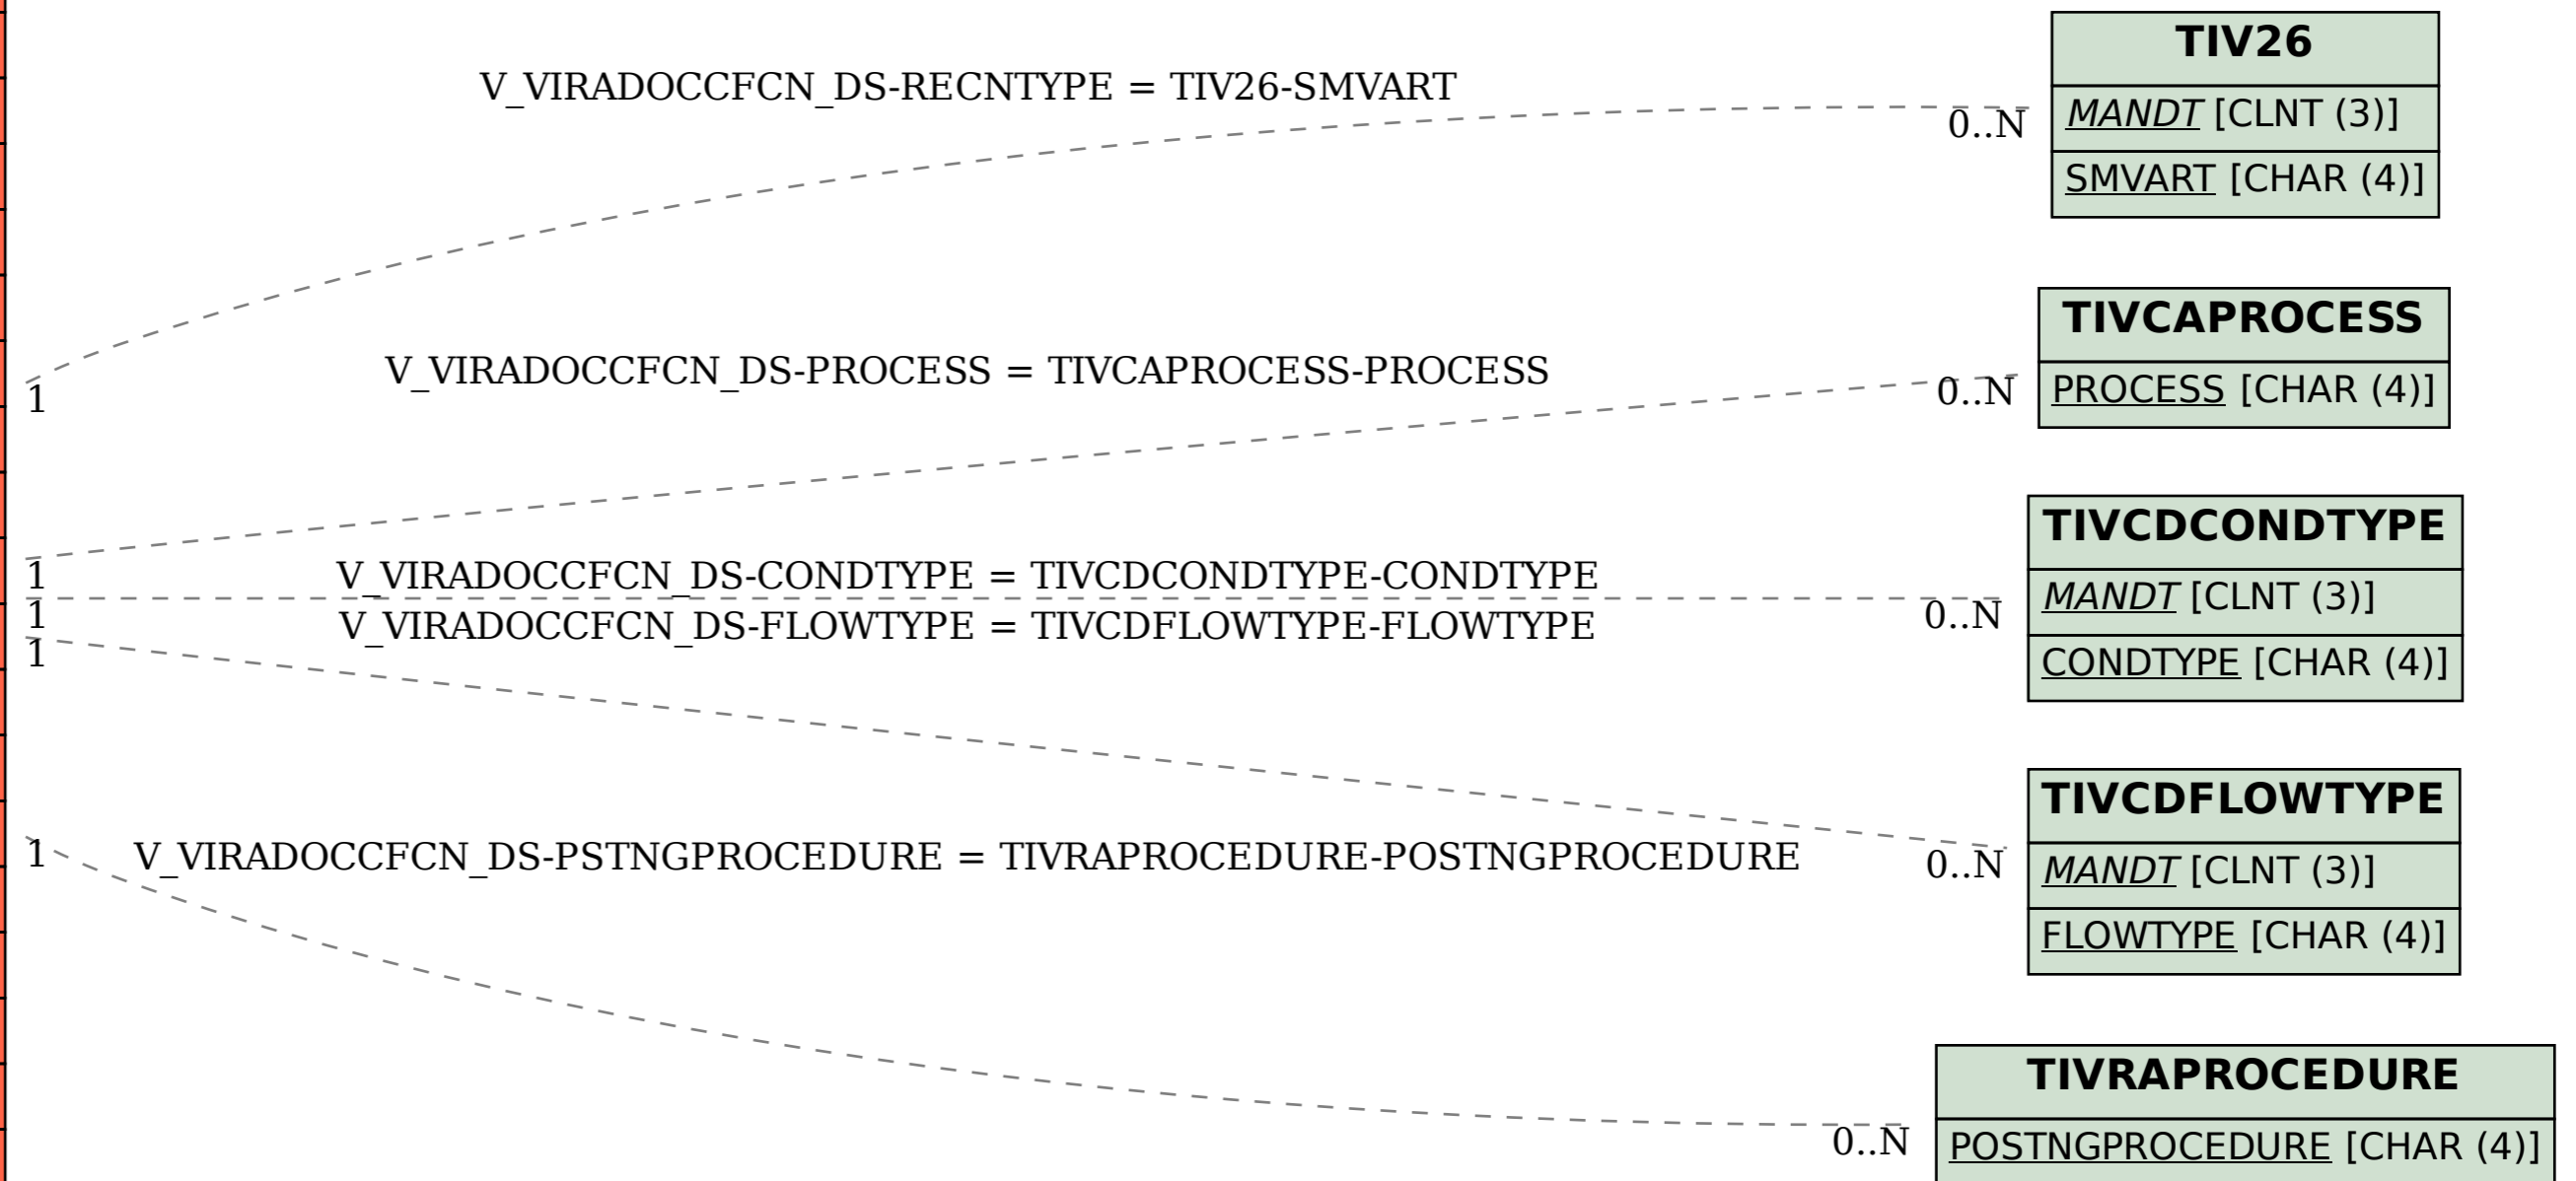 TIV26
V_VIRADOCCFCN_DS-RECNTYPE = TIV26-SMVART
0..N
MANDT [CLNT (3)]
SMVART [CHAR (4)]
TIVCAPROCESS
V_VIRADOCCFCN_DS-PROCESS = TIVCAPROCESS-PROCESS
1
0..N
PROCESS [CHAR (4)]
TIVCDCONDTYPE
1
V_VIRADOCCFCN_DS-CONDTYPE = TIVCDCONDTYPE-CONDTYPE
MANDT [CLNT (3)]
1
0..N
V_VIRADOCCFCN_DS-FLOWTYPE = TIVCDFLOWTYPE-FLOWTYPE
1
CONDTYPE [CHAR (4)]
TIVCDFLOWTYPE
1
V_VIRADOCCFCN_DS-PSTNGPROCEDURE = TIVRAPROCEDURE-POSTNGPROCEDURE
0..N
MANDT [CLNT (3)]
FLOWTYPE [CHAR (4)]
TIVRAPROCEDURE
0..N
POSTNGPROCEDURE [CHAR (4)]